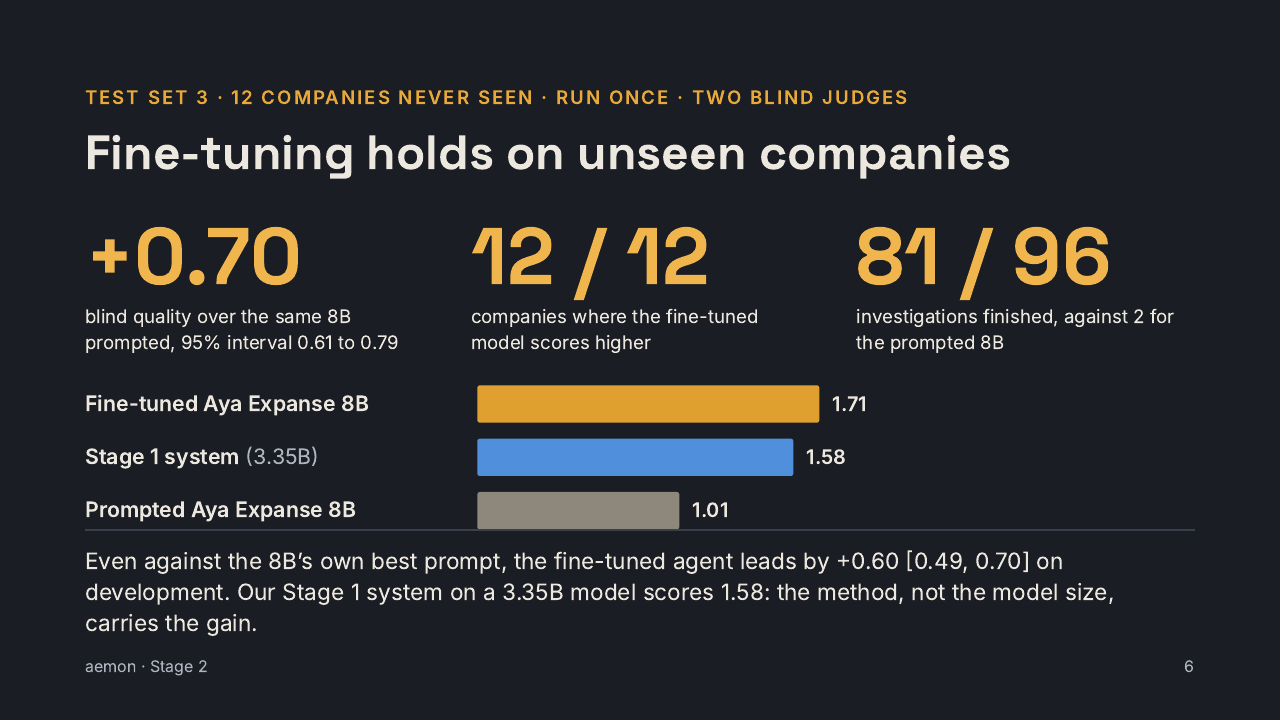 TEST SET 3 · 12 COMPANIES NEVER SEEN · RUN ONCE · TWO BLIND JUDGES
Fine-tuning holds on unseen companies
+0.70
blind quality over the same 8B
prompted, 95% interval 0.61 to 0.79
12 / 12
companies where the fine-tuned
model scores higher
81 / 96
investigations finished, against 2 for
the prompted 8B
Fine-tuned Aya Expanse 8B 1.71
Stage 1 system (3.35B) 1.58
Prompted Aya Expanse 8B 1.01
Even against the 8B’s own best prompt, the fine-tuned agent leads by +0.60 [0.49, 0.70] on
development. Our Stage 1 system on a 3.35B model scores 1.58: the method, not the model size,
carries the gain.
aemon · Stage 2 6